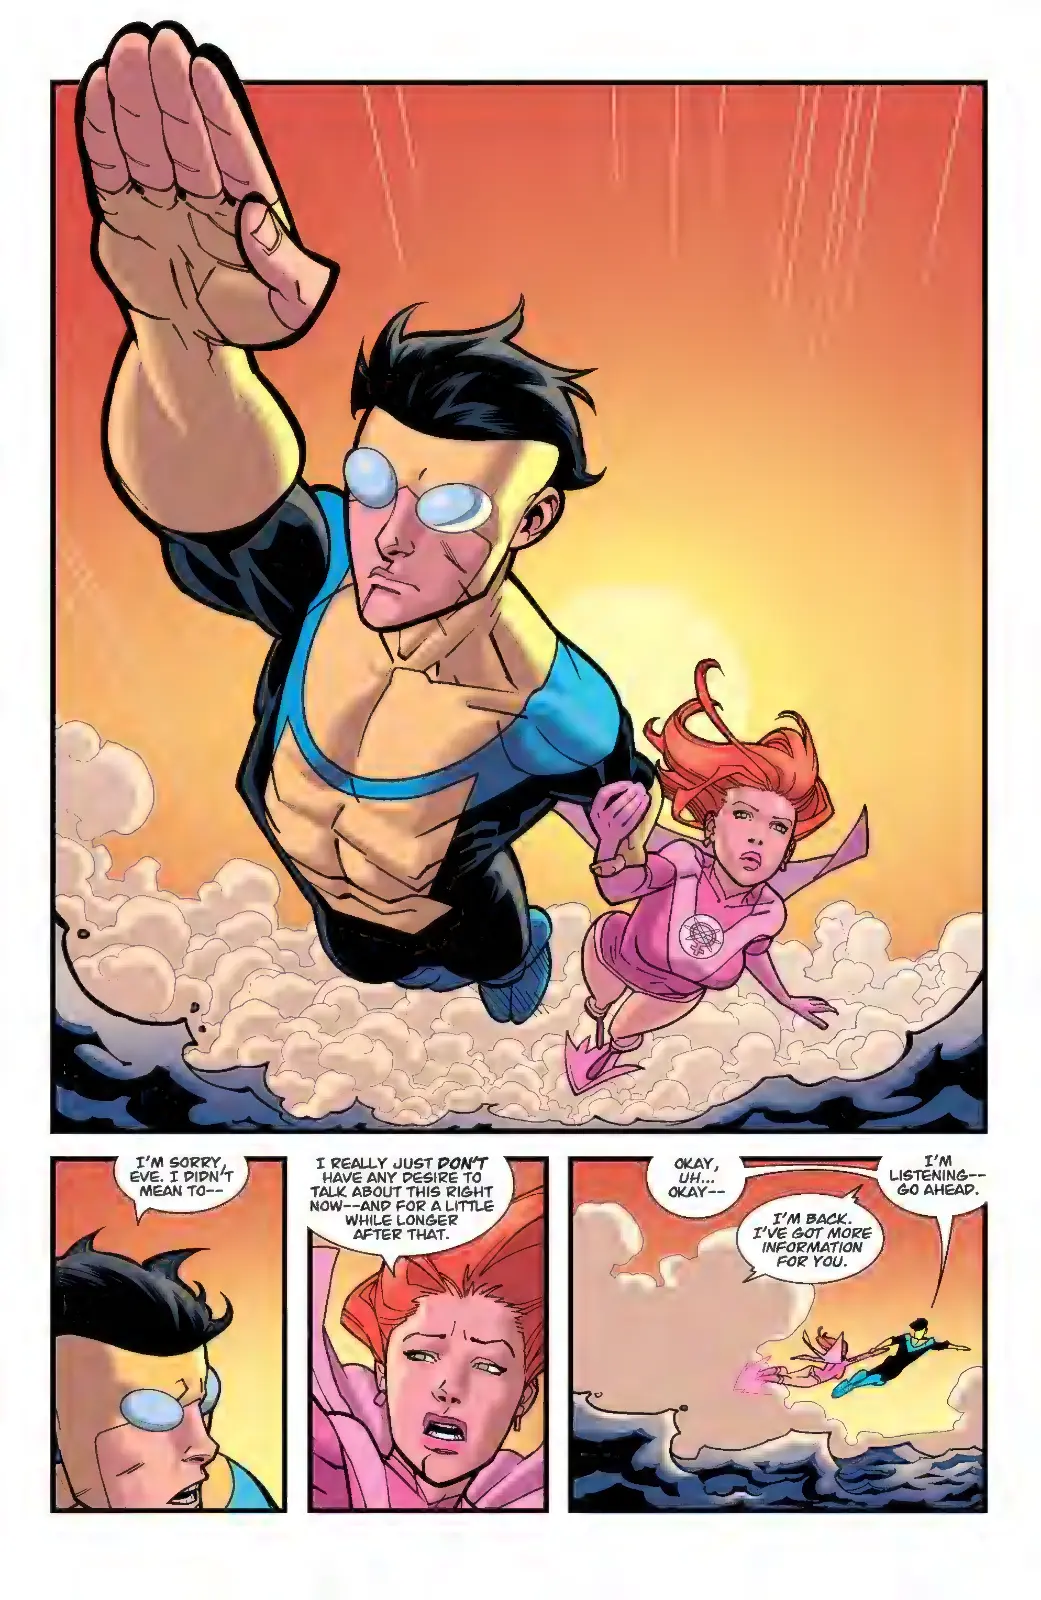 I'M SORRY,
EVE. I DIDN'T
MEAN TO--
I REALLY JUST DON'T
HAVE ANY DESIRE TO
TALK ABOUT THIS RIGHT
NOW--AND FOR A LITTLE
WHILE LONGER
AFTER THAT.
OKAY,
UH...
OKAY--
I'M BACK.
I'VE GOT MORE
INFORMATION
FOR YOU.
I'M
LISTENING--
GO AHEAD.